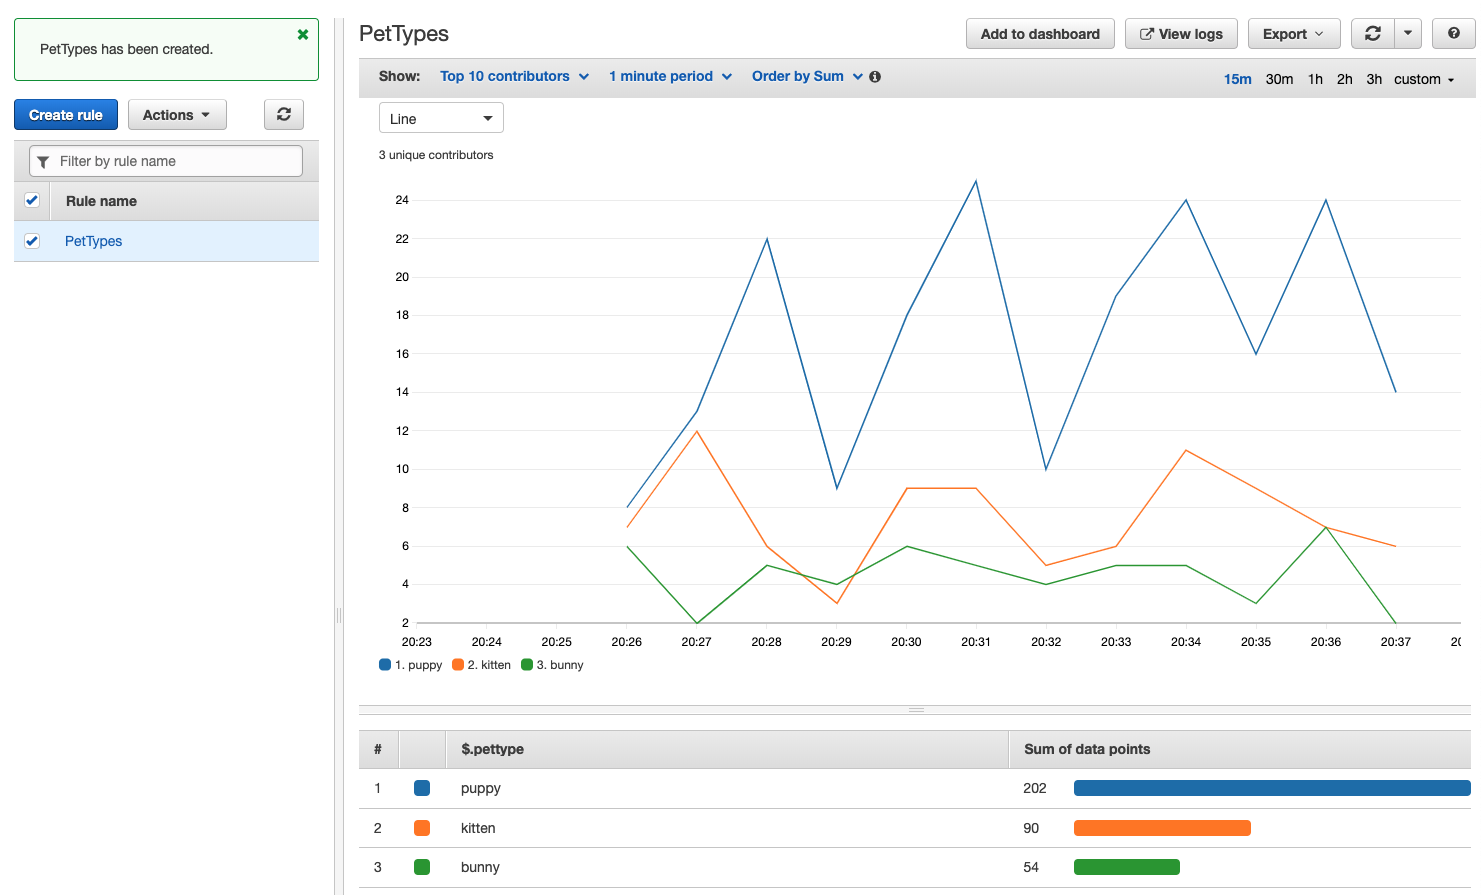 PetTypes has been created.
Create rule
Actions
Filter by rule name
Rule name
PetTypes
PetTypes
Add to dashboard
View logs
Export
Show: Top 10 contributors 1 minute period Order by Sum
15m 30m 1h 2h 3h custom
Line
3 unique contributors
24
22
20
18
16
14
12
10
8
6
4
2
20:23 20:24 20:25 20:26 20:27 20:28 20:29 20:30 20:31 20:32 20:33 20:34 20:35 20:36 20:37
1. puppy 2. kitten 3. bunny
# $.pettype Sum of data points
1 puppy 202
2 kitten 90
3 bunny 54